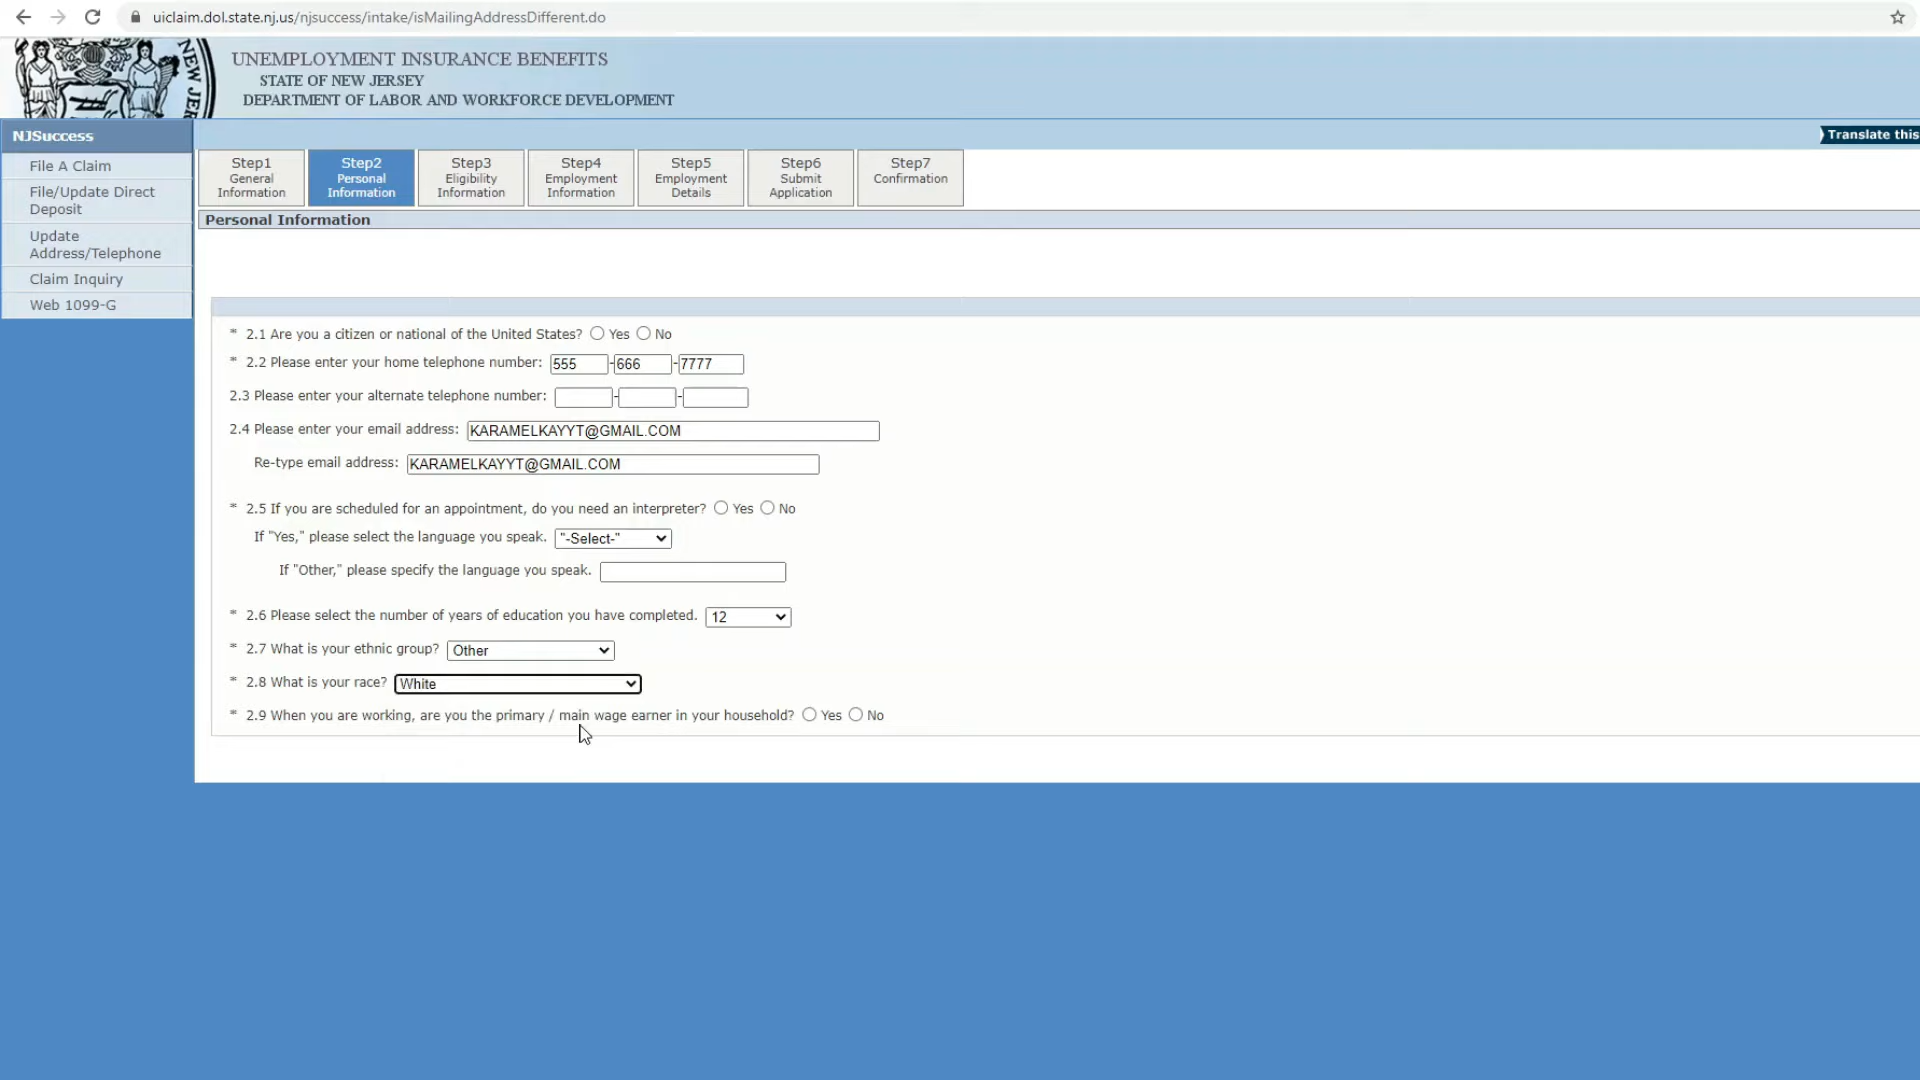 uiclaim.dol.state.nj.us/njsuccess/intake/isMailingAddressDifferent.do
UNEMPLOYMENT INSURANCE BENEFITS
STATE OF NEW JERSEY
DEPARTMENT OF LABOR AND WORKFORCE DEVELOPMENT
NJSuccess
Translate this
File A Claim
File/Update Direct
Deposit
Update
Address/Telephone
Claim Inquiry
Web 1099-G
Step1
General
Information
Step2
Personal
Information
Step3
Eligibility
Information
Step4
Employment
Information
Step5
Employment
Details
Step6
Submit
Application
Step7
Confirmation
Personal Information
* 2.1 Are you a citizen or national of the United States? Yes No
* 2.2 Please enter your home telephone number: 555 - 666 - 7777
2.3 Please enter your alternate telephone number: - -
2.4 Please enter your email address: KARAMELKAYYT@GMAIL.COM
Re-type email address: KARAMELKAYYT@GMAIL.COM
* 2.5 If you are scheduled for an appointment, do you need an interpreter? Yes No
If "Yes," please select the language you speak. "-Select-"
If "Other," please specify the language you speak.
* 2.6 Please select the number of years of education you have completed. 12
* 2.7 What is your ethnic group? Other
* 2.8 What is your race? White
* 2.9 When you are working, are you the primary / main wage earner in your household? Yes No